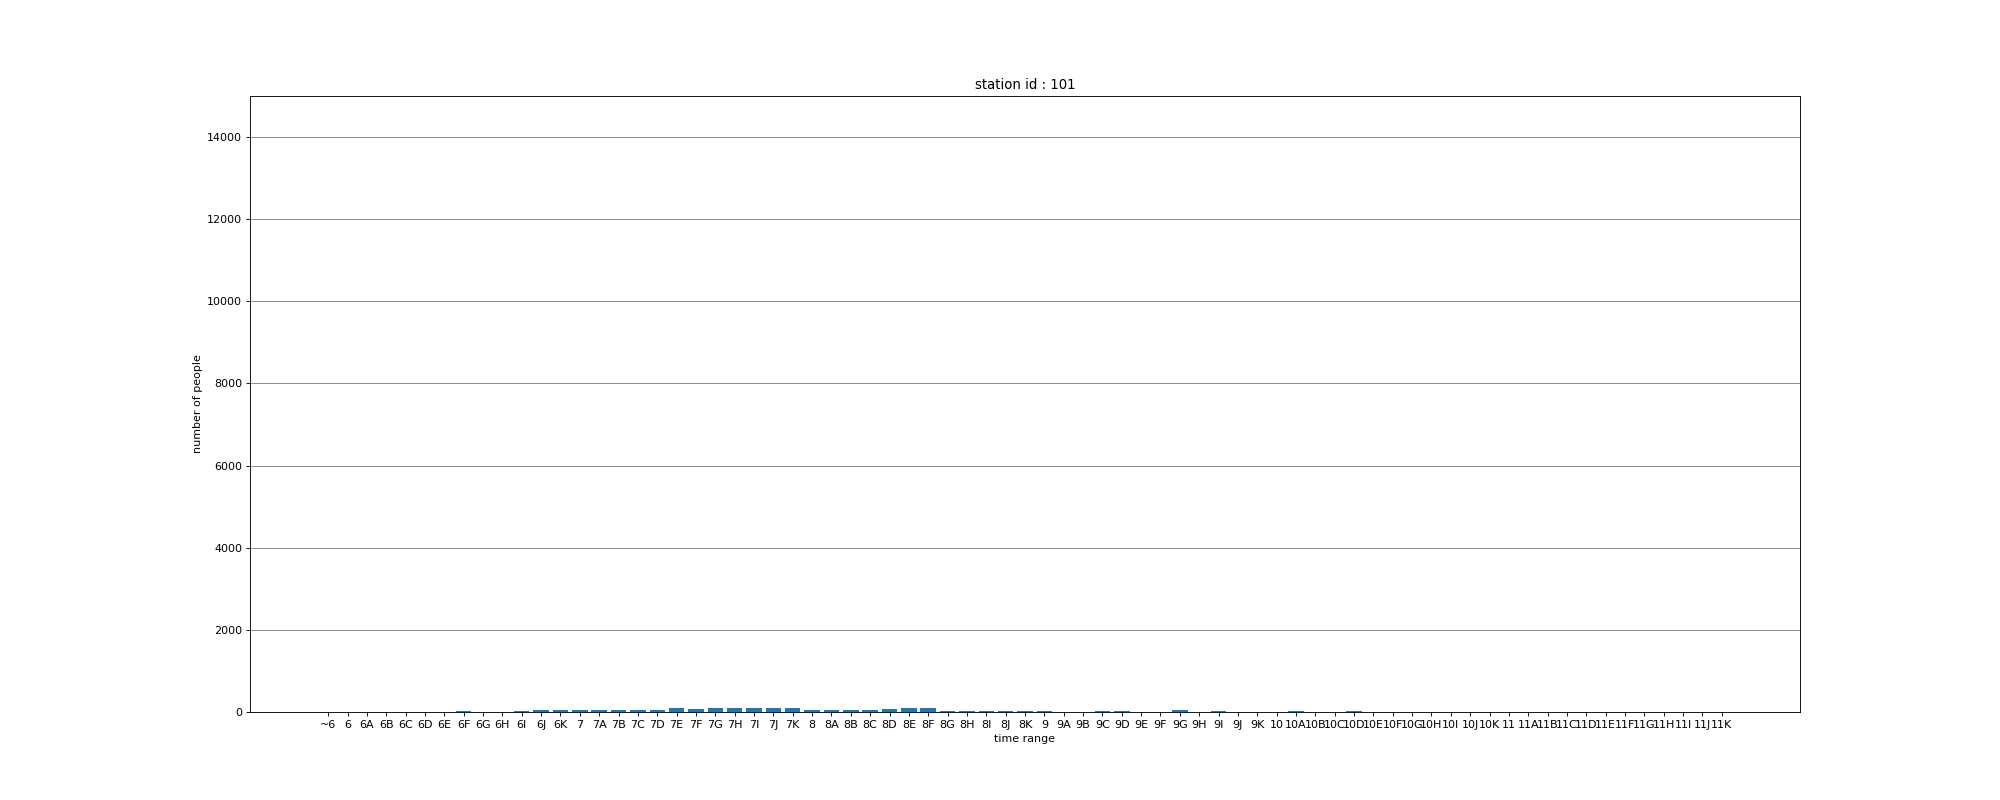 station id : 101
14000
12000
10000
8000
6000
4000
2000
0
number of people
~6 6 6A 6B 6C 6D 6E 6F 6G 6H 6I 6J 6K 7 7A 7B 7C 7D 7E 7F 7G 7H 7I 7J 7K 8 8A 8B 8C 8D 8E 8F 8G 8H 8I 8J 8K 9 9A 9B 9C 9D 9E 9F 9G 9H 9I 9J 9K 10 10A 10B 10C 10D 10E 10F 10G 10H 10I 10J 10K 11 11A 11B 11C 11D 11E 11F 11G 11H 11I 11J 11K
time range